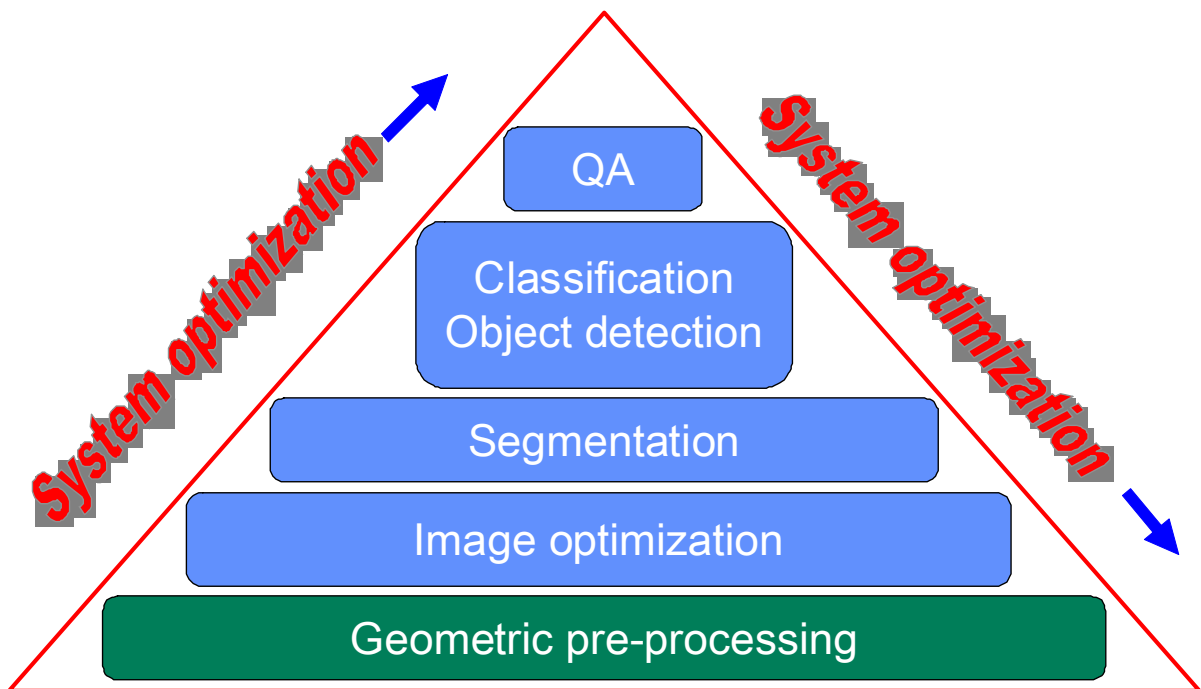 System optimization
System optimization
QA
Classification
Object detection
Segmentation
Image optimization
Geometric pre-processing